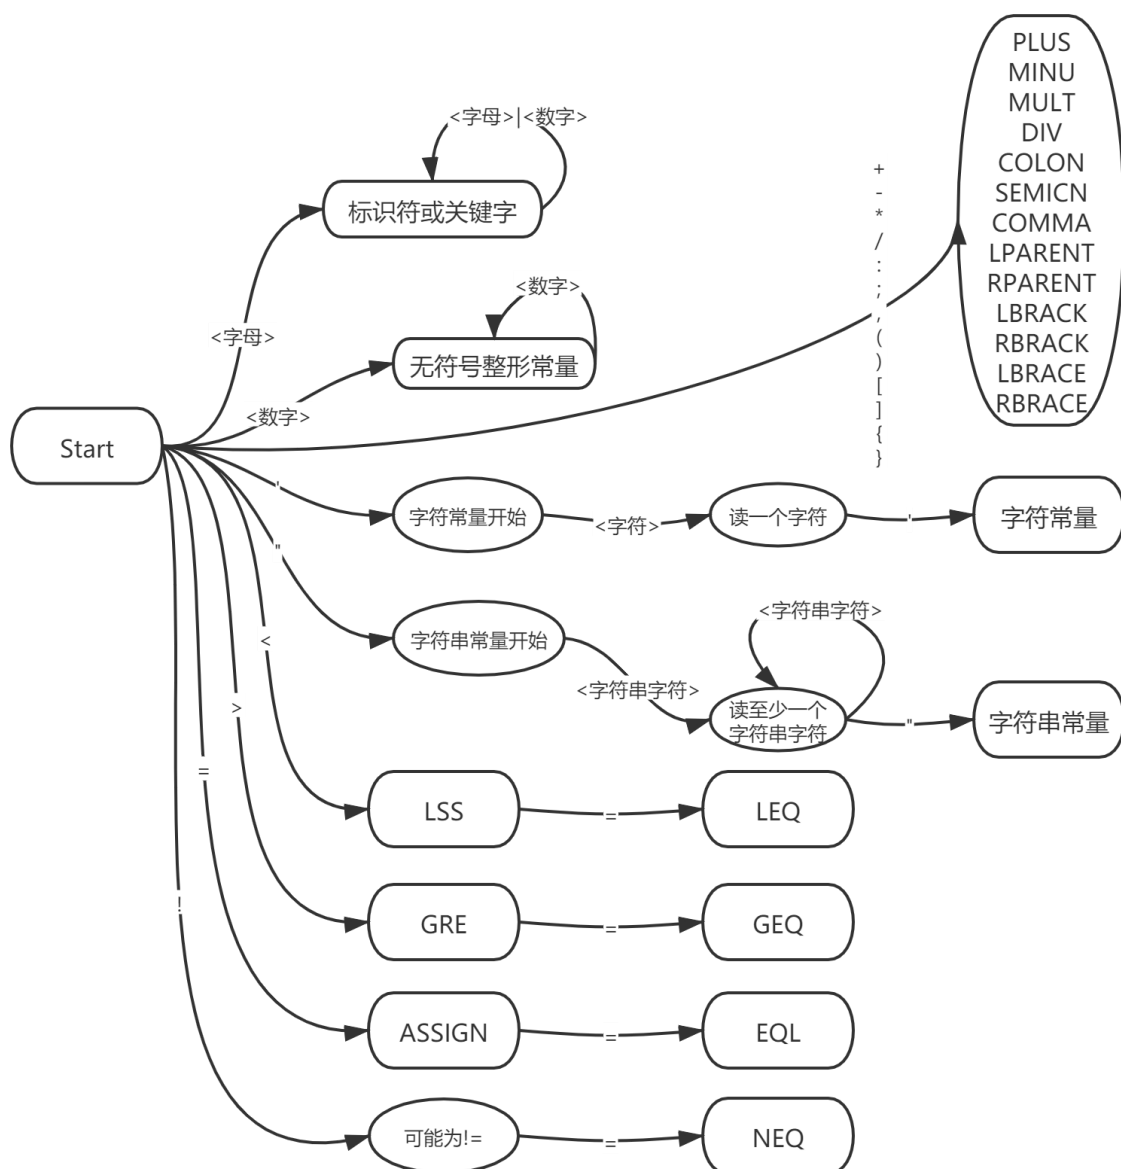 PLUS
MINU
MULT
DIV
COLON
SEMICN
COMMA
LPARENT
RPARENT
LBRACK
RBRACK
LBRACE
RBRACE
<字母>|<数字>
标识符或关键字
+
-
*
/
:
;
,
(
)
[
]
{
}
<字母>
<数字>
无符号整形常量
<数字>
Start
'
字符常量开始
<字符>
读一个字符
'
字符常量
"
字符串常量开始
<字符串字符>
<字符串字符>
读至少一个
字符串字符
"
字符串常量
<
LSS
=
LEQ
>
GRE
=
GEQ
=
ASSIGN
=
EQL
!
可能为!=
=
NEQ